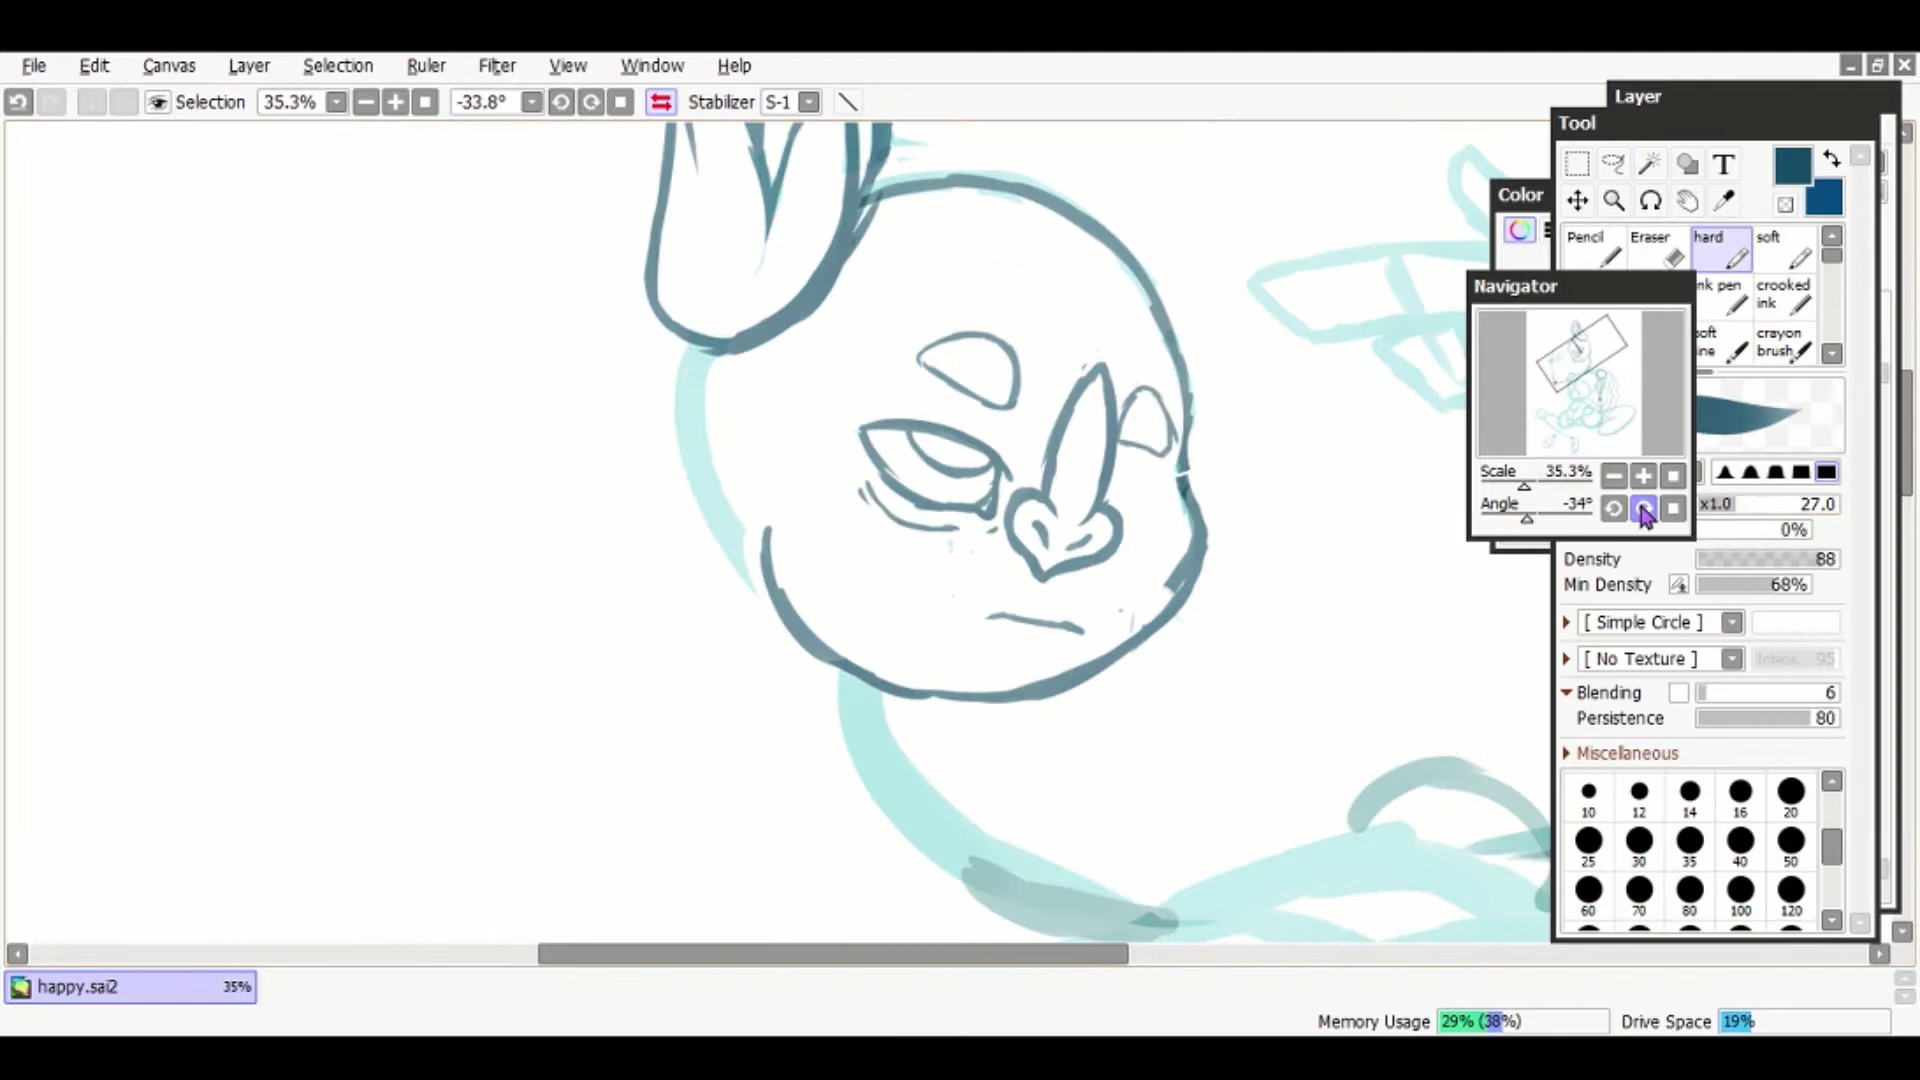 File Edit Canvas Layer Selection Ruler Filter View Window Help
Selection 35.3% -33.8° Stabilizer S-1
Layer
Tool
T
Color
Pencil Eraser hard soft
Navigator
nk pen crooked ink
soft ine crayon brush
Scale 35.3%
Angle -34°
x1.0 27.0
0%
Density 88
Min Density 68%
[ Simple Circle ]
[ No Texture ] Intens. 95
Blending 6
Persistence 80
Miscellaneous
10 12 14 16 20
25 30 35 40 50
60 70 80 100 120
happy.sai2 35%
Memory Usage 29% (38%) Drive Space 19%